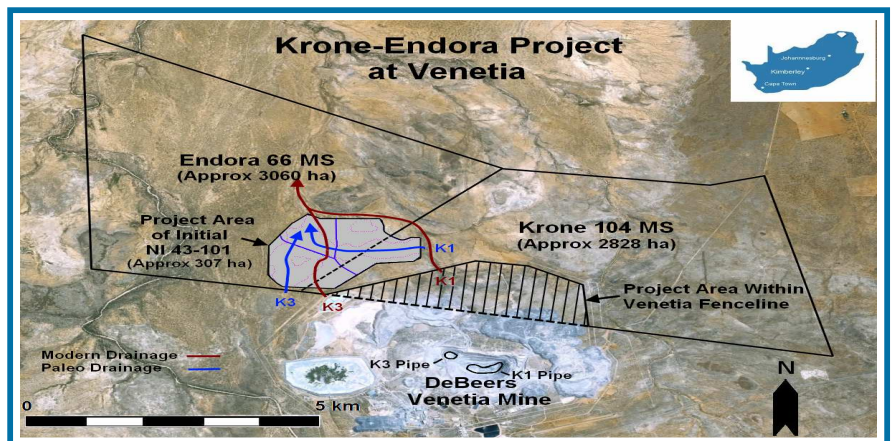 Krone-Endora Project
at Venetia
Johannesburg
Kimberley
Cape Town
Endora 66 MS
(Approx 3060 ha)
Project Area
of Initial
NI 43-101
(Approx 307 ha)
Krone 104 MS
(Approx 2828 ha)
K1
K1
K3
K3
Project Area Within
Venetia Fenceline
Modern Drainage
Paleo Drainage
K3 Pipe
K1 Pipe
DeBeers
Venetia Mine
N
0
5 km